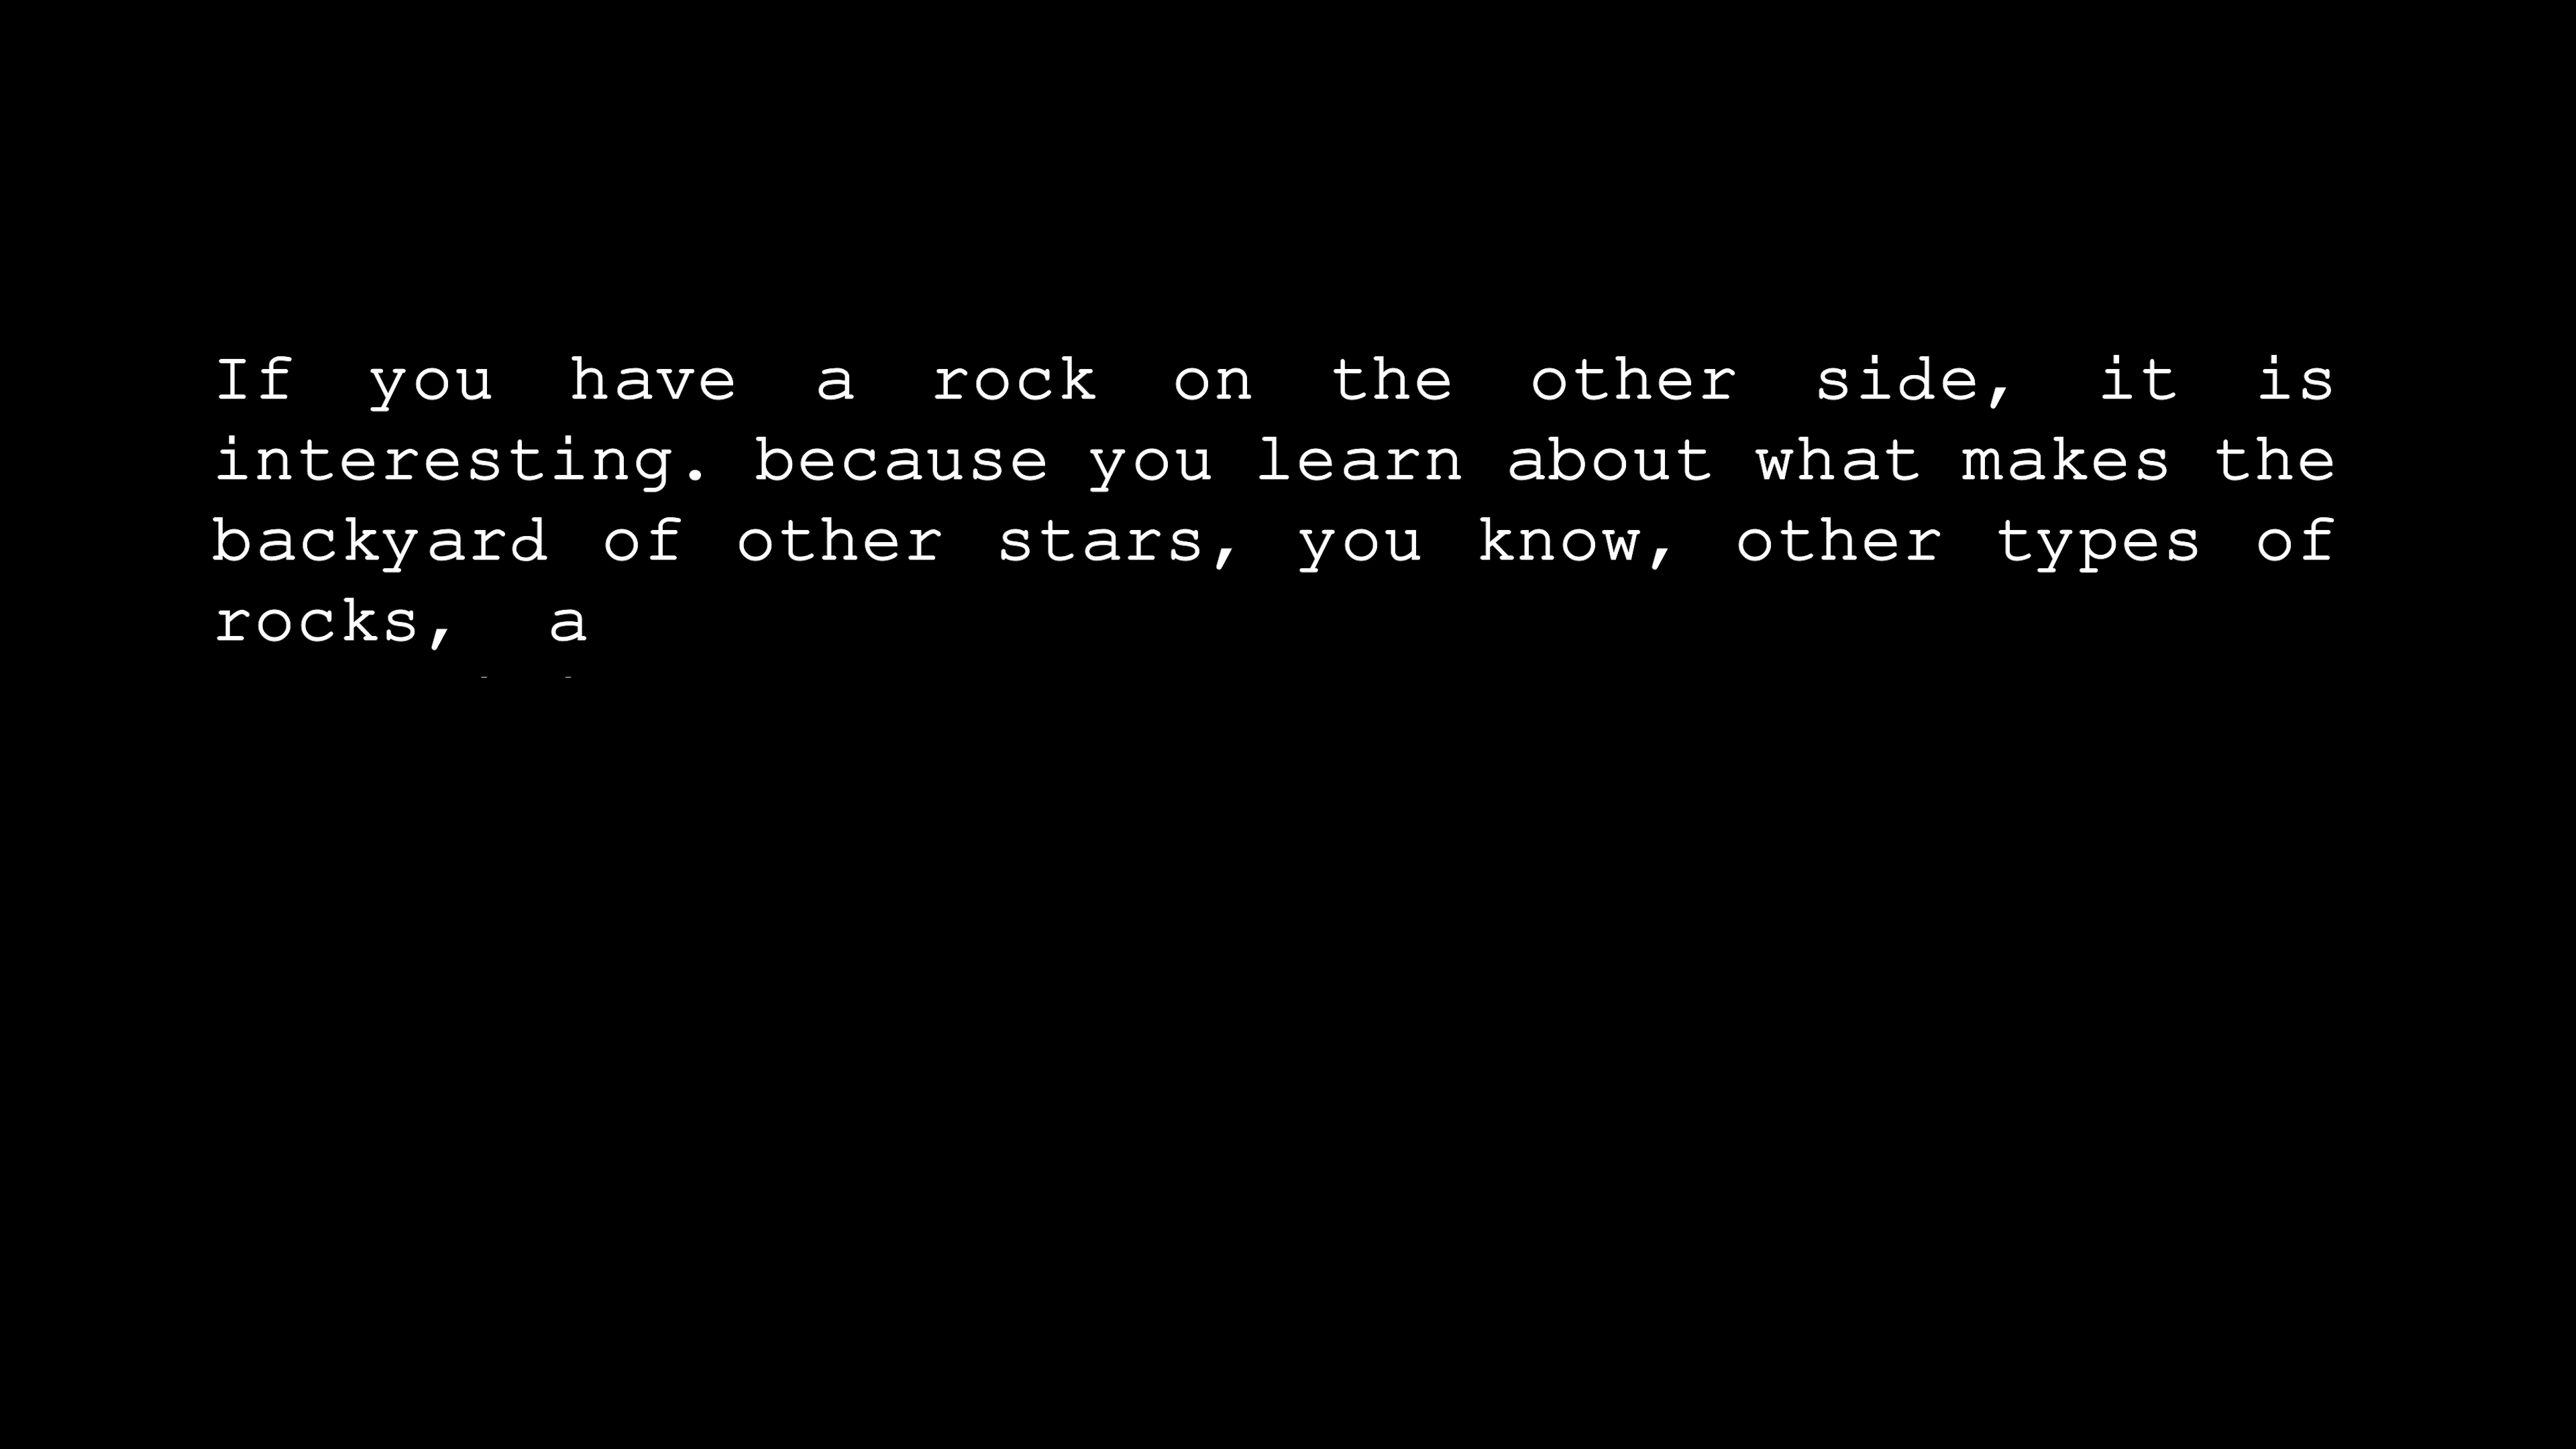 If you have a rock on the other side, it is
interesting. because you learn about what makes the
backyard of other stars, you know, other types of
rocks, a